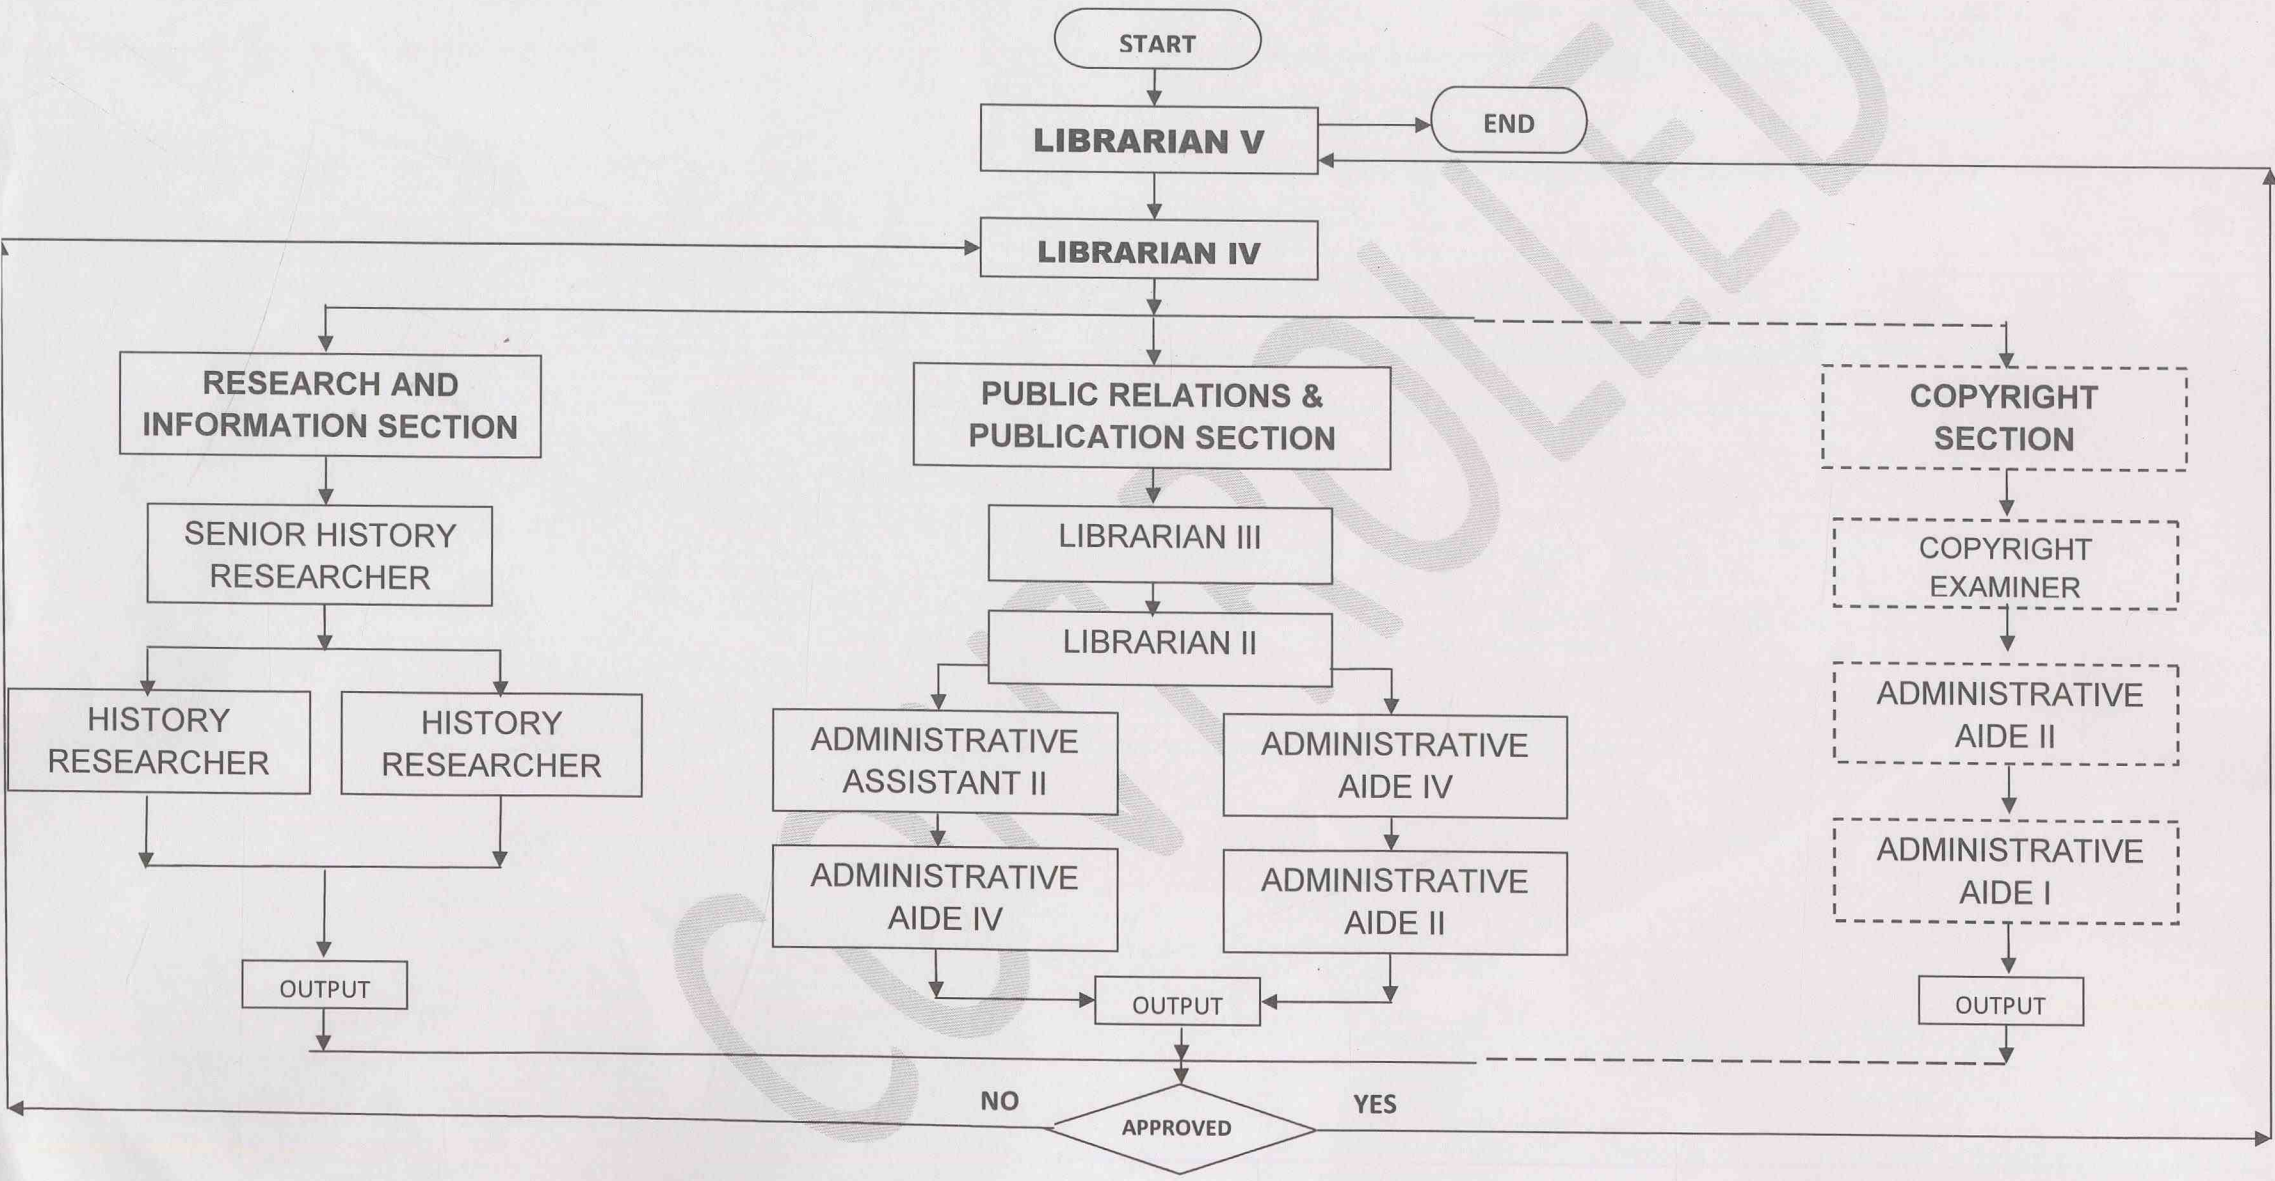 START
LIBRARIAN V
END
LIBRARIAN IV
RESEARCH AND
INFORMATION SECTION
SENIOR HISTORY
RESEARCHER
HISTORY
RESEARCHER
HISTORY
RESEARCHER
OUTPUT
PUBLIC RELATIONS &
PUBLICATION SECTION
LIBRARIAN III
LIBRARIAN II
ADMINISTRATIVE
ASSISTANT II
ADMINISTRATIVE
AIDE IV
ADMINISTRATIVE
AIDE IV
ADMINISTRATIVE
AIDE II
OUTPUT
COPYRIGHT
SECTION
COPYRIGHT
EXAMINER
ADMINISTRATIVE
AIDE II
ADMINISTRATIVE
AIDE I
OUTPUT
NO
APPROVED
YES
CONTROLLED